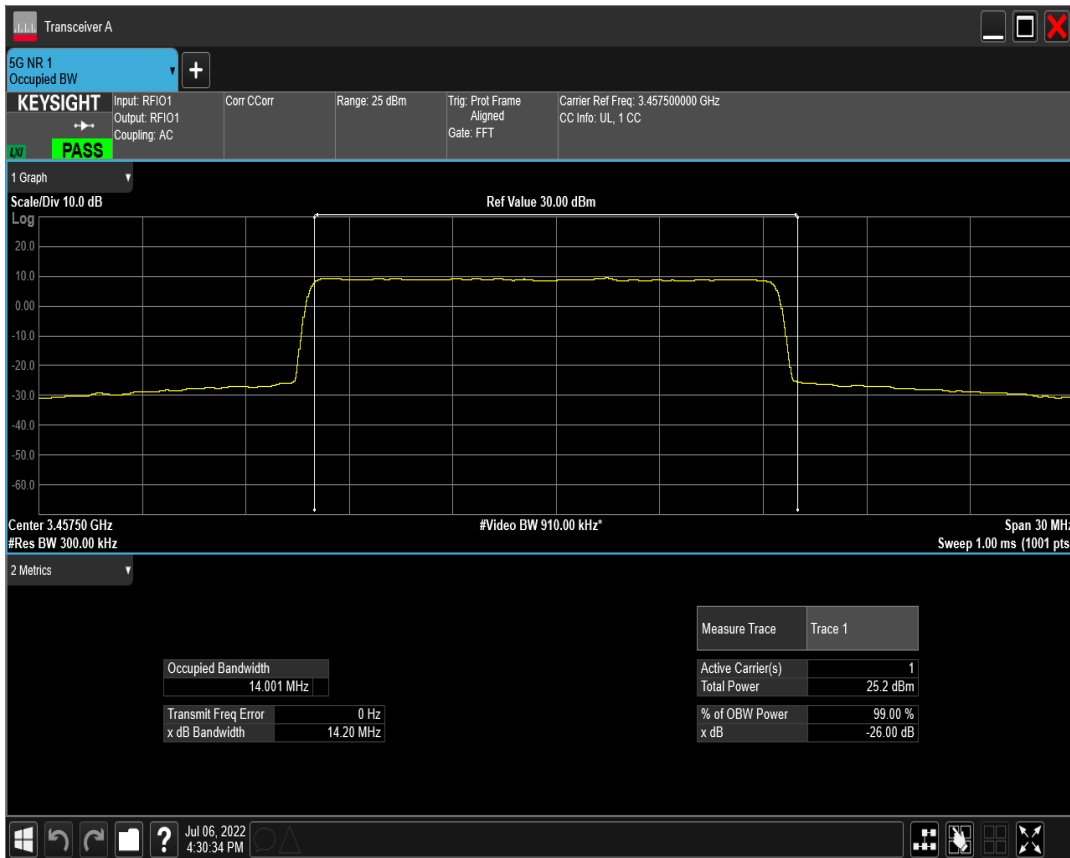 Transceiver A
5G NR 1
Occupied BW
KEYSIGHT
LXI
PASS
Input: RFIO1
Output: RFIO1
Coupling: AC
Corr CCorr
Range: 25 dBm
Trig: Prot Frame
Aligned
Gate: FFT
Carrier Ref Freq: 3.457500000 GHz
CC Info: UL, 1 CC
1 Graph
Scale/Div 10.0 dB
Ref Value 30.00 dBm
Log
20.0
10.0
0.00
-10.0
-20.0
-30.0
-40.0
-50.0
-60.0
Center 3.45750 GHz
#Video BW 910.00 kHz*
Span 30 MHz
#Res BW 300.00 kHz
Sweep 1.00 ms (1001 pts
2 Metrics
Measure Trace Trace 1
Occupied Bandwidth
14.001 MHz
Active Carrier(s) 1
Total Power 25.2 dBm
Transmit Freq Error 0 Hz
x dB Bandwidth 14.20 MHz
% of OBW Power 99.00 %
x dB -26.00 dB
?
Jul 06, 2022
4:30:34 PM